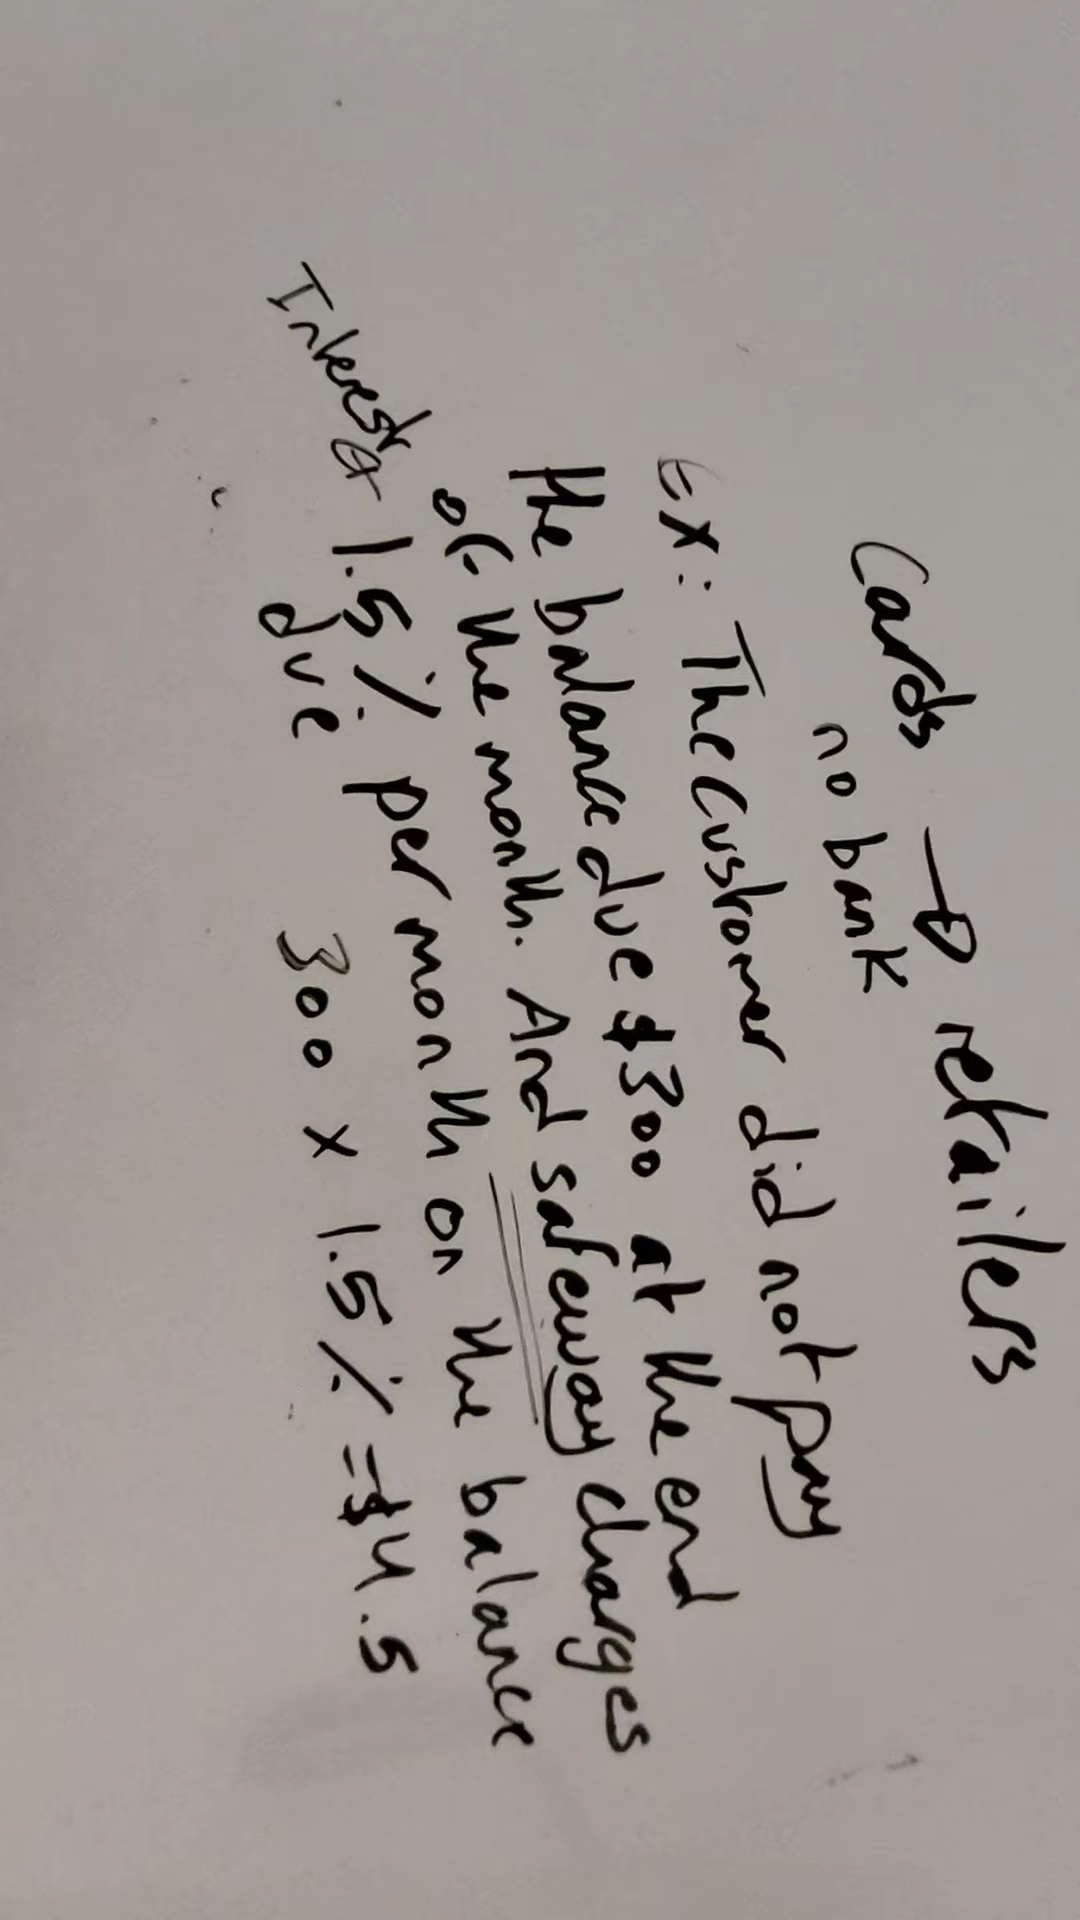 Cards → retailers
no bank
Ex: The customer did not pay
the balance due $300 at the end
of the month. And safeway charges
Interest 1.5% per month on the balance
due 300 x 1.5% = $4.5